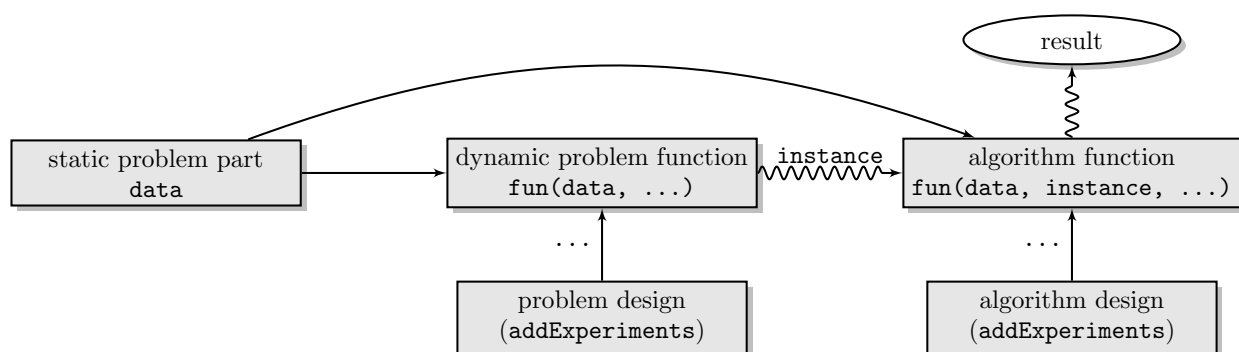 result
static problem part
data
dynamic problem function
fun(data, ...)
instance
algorithm function
fun(data, instance, ...)
...
...
problem design
(addExperiments)
algorithm design
(addExperiments)